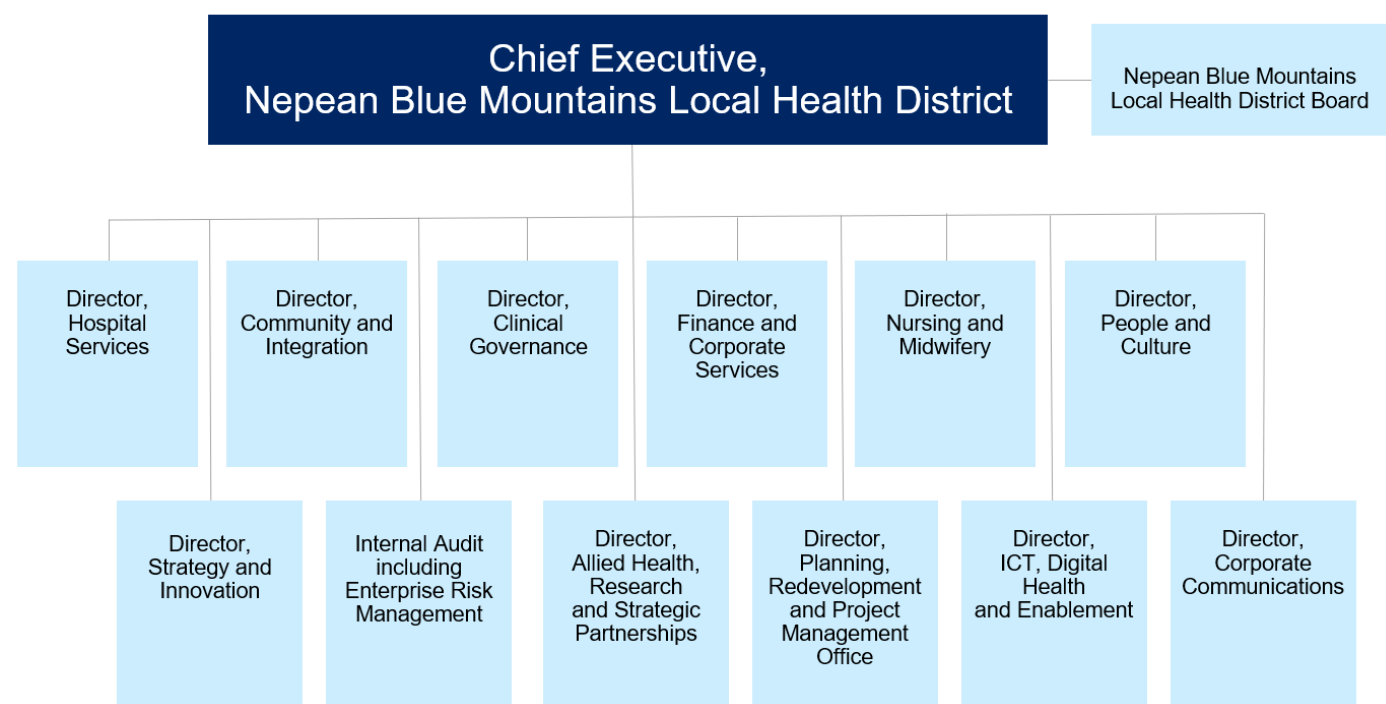 Chief Executive,
Nepean Blue Mountains Local Health District
Nepean Blue Mountains
Local Health District Board
Director,
Hospital
Services
Director,
Community and
Integration
Director,
Clinical
Governance
Director,
Finance and
Corporate
Services
Director,
Nursing and
Midwifery
Director,
People and
Culture
Director,
Strategy and
Innovation
Internal Audit
including
Enterprise Risk
Management
Director,
Allied Health,
Research
and Strategic
Partnerships
Director,
Planning,
Redevelopment
and Project
Management
Office
Director,
ICT, Digital
Health
and Enablement
Director,
Corporate
Communications